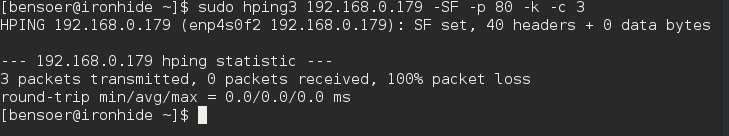 [bensoer@ironhide ~]$ sudo hping3 192.168.0.179 -SF -p 80 -k -c 3
HPING 192.168.0.179 (enp4s0f2 192.168.0.179): SF set, 40 headers + 0 data bytes
--- 192.168.0.179 hping statistic ---
3 packets transmitted, 0 packets received, 100% packet loss
round-trip min/avg/max = 0.0/0.0/0.0 ms
[bensoer@ironhide ~]$